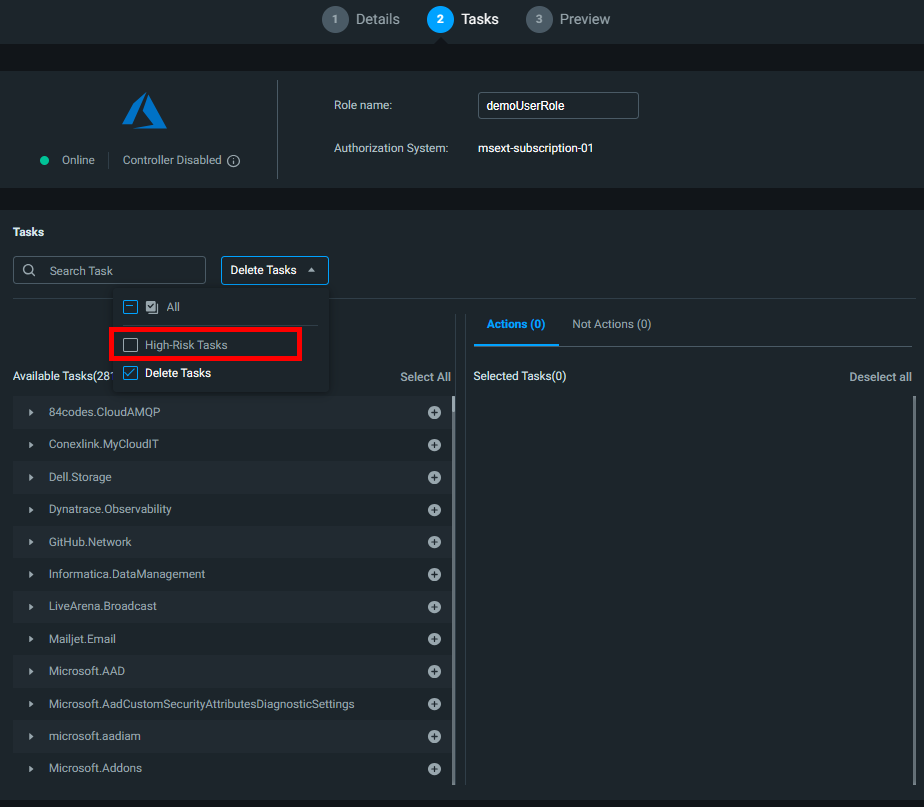 1 Details 2 Tasks 3 Preview
Role name: demoUserRole
Online Controller Disabled
Authorization System: msext-subscription-01
Tasks
Search Task Delete Tasks
All
Actions (0) Not Actions (0)
High-Risk Tasks
Delete Tasks
Available Tasks(28 Select All Selected Tasks(0) Deselect all
84codes.CloudAMQP
Conexlink.MyCloudIT
Dell.Storage
Dynatrace.Observability
GitHub.Network
Informatica.DataManagement
LiveArena.Broadcast
Mailjet.Email
Microsoft.AAD
Microsoft.AadCustomSecurityAttributesDiagnosticSettings
microsoft.aadiam
Microsoft.Addons